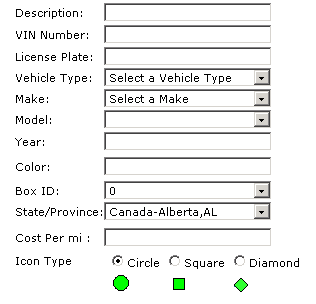 Description:
VIN Number:
License Plate:
Vehicle Type: Select a Vehicle Type
Make: Select a Make
Model:
Year:
Color:
Box ID: 0
State/Province: Canada-Alberta,AL
Cost Per mi :
Icon Type Circle Square Diamond